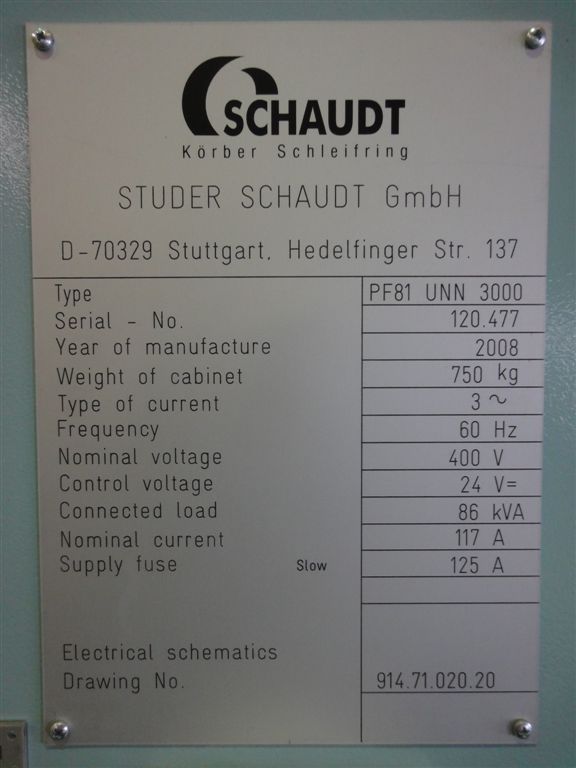 SCHAUDT
Körber Schleifring
STUDER SCHAUDT GmbH
D-70329 Stuttgart, Hedelfinger Str. 137
Type PF81 UNN 3000
Serial - No. 120.477
Year of manufacture 2008
Weight of cabinet 750 kg
Type of current 3 ~
Frequency 60 Hz
Nominal voltage 400 V
Control voltage 24 V=
Connected load 86 kVA
Nominal current 117 A
Supply fuse Slow 125 A
Electrical schematics
Drawing No. 914.71.020.20